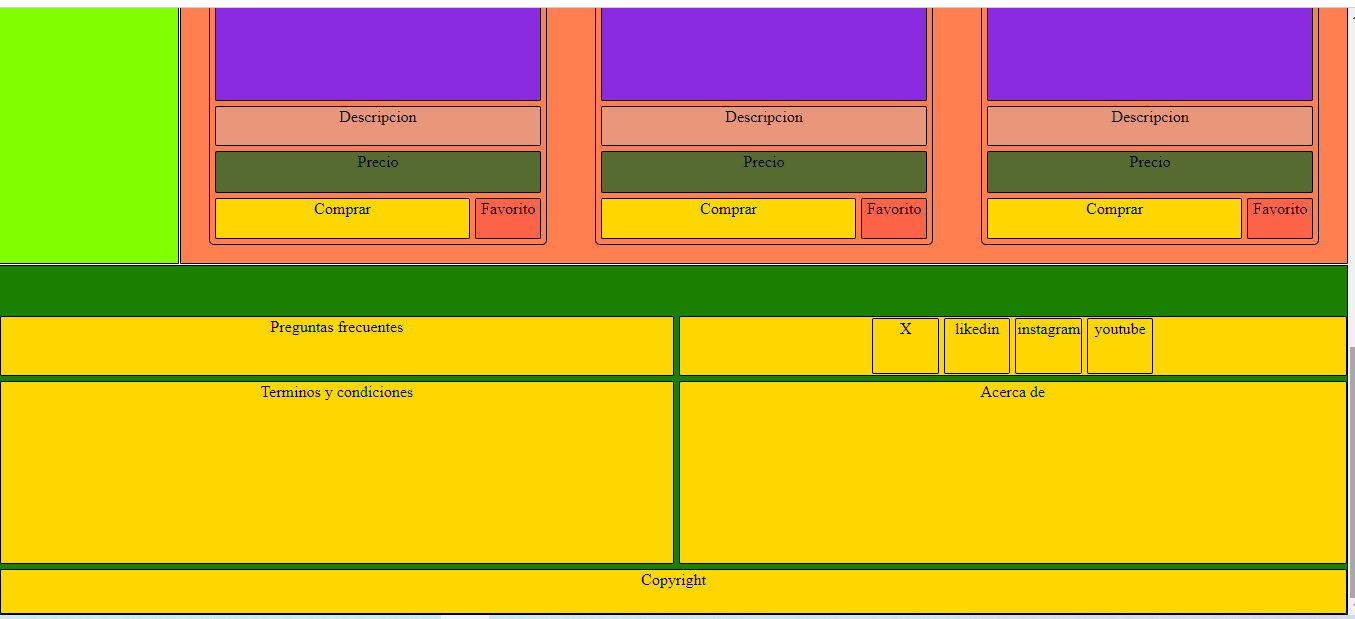 Descripcion Descripcion Descripcion
Precio Precio Precio
Comprar Favorito Comprar Favorito Comprar Favorito
Preguntas frecuentes X likedin instagram youtube
Terminos y condiciones Acerca de
Copyright